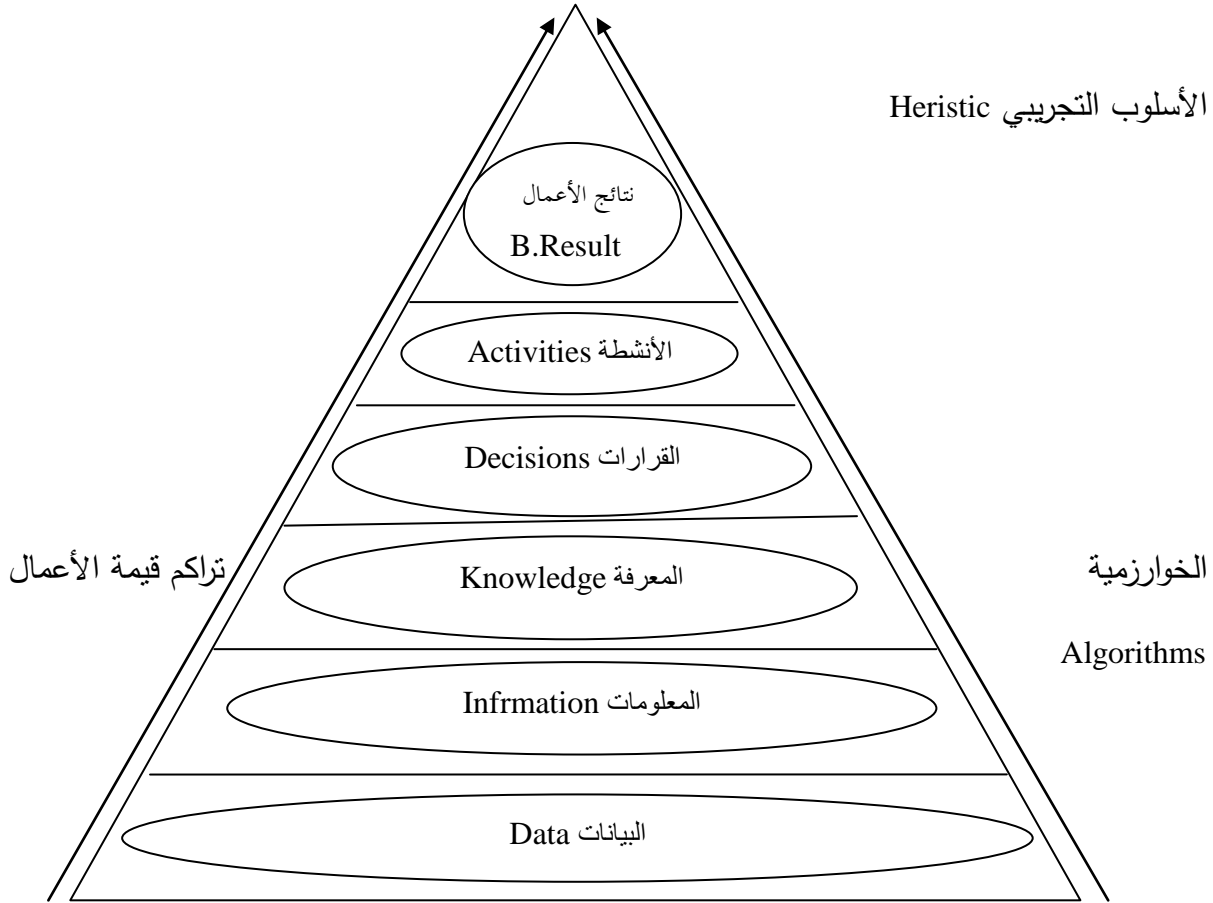 الأسلوب التجريبي Heristic
نتائج الأعمال
B.Result
الأنشطة Activities
القرارات Decisions
تراكم قيمة الأعمال
المعرفة Knowledge
الخوارزمية
Algorithms
المعلومات Infrmation
البيانات Data